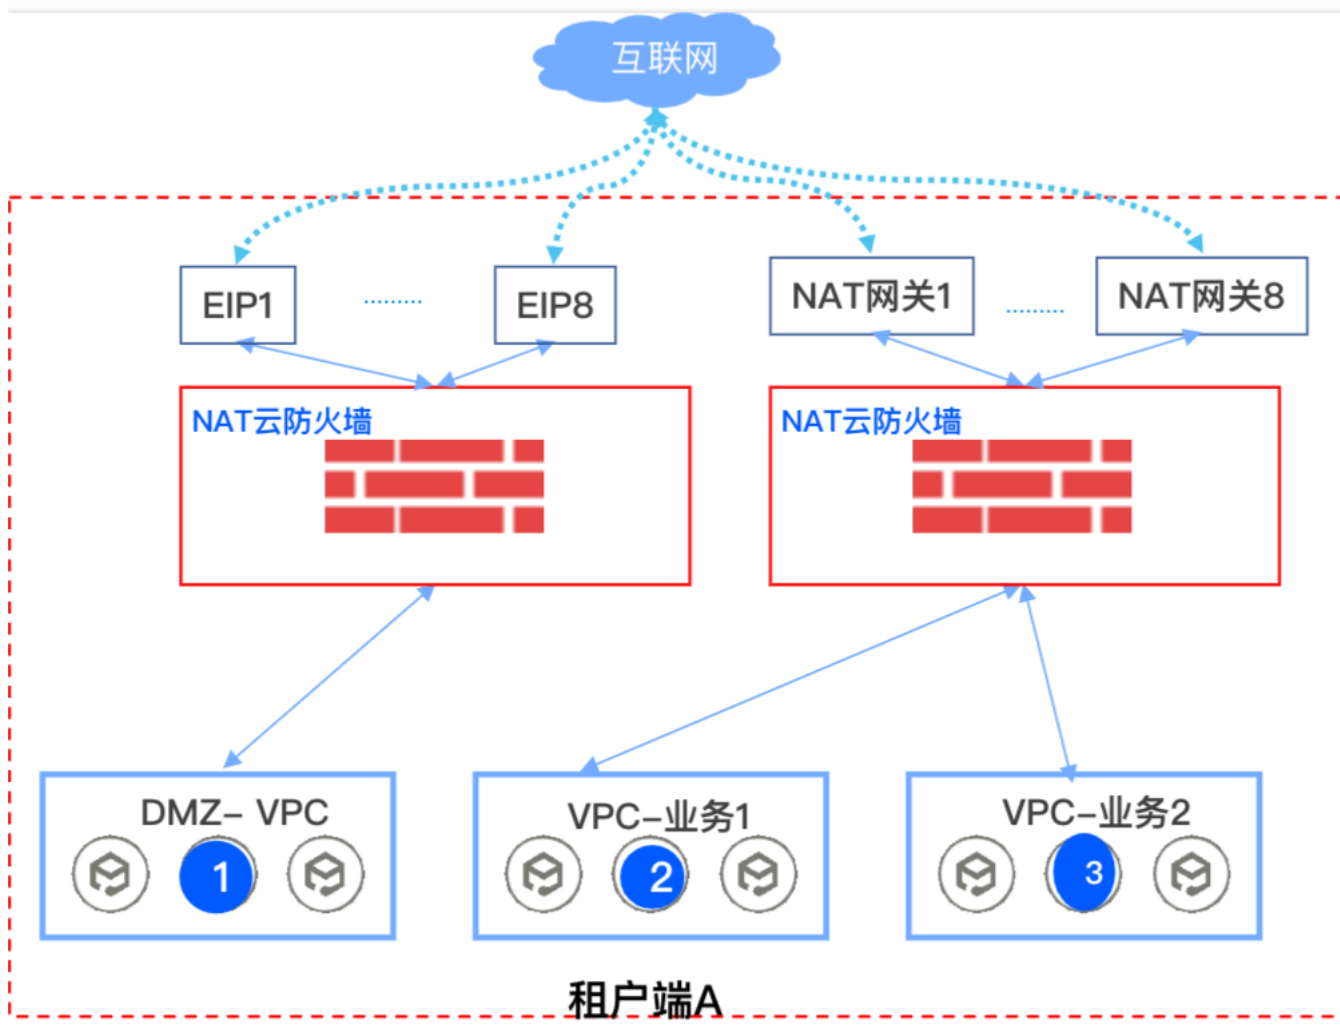 互联网
EIP1
.........
EIP8
NAT网关1
.........
NAT网关8
NAT云防火墙
NAT云防火墙
DMZ- VPC
1
VPC-业务1
2
VPC-业务2
3
租户端A